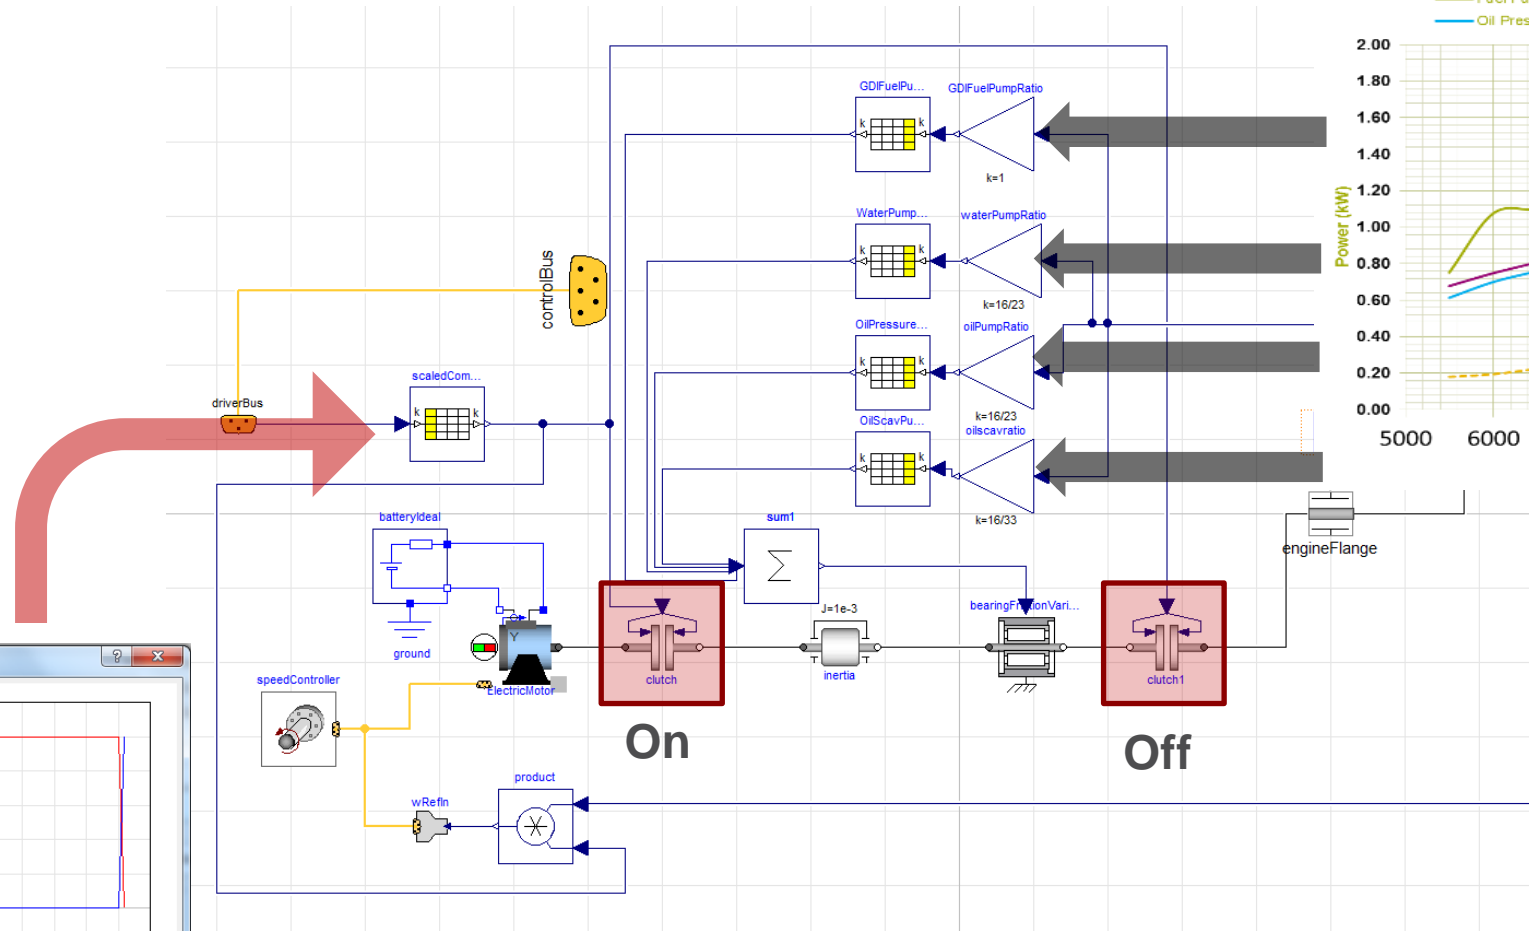 Oil Pres
2.00
1.80
1.60
1.40
1.20
1.00
0.80
0.60
0.40
0.20
0.00
Power (kW)
5000 6000
GDIFuelPu...
GDIFuelPumpRatio
k k
k=1
WaterPump...
waterPumpRatio
k k
k=16/23
controlBus
OilPressure...
oilPumpRatio
k k
k=16/23
scaledCom...
k k
driverBus
OilScavPu...
oilscavratio
k k
k=16/33
batteryIdeal
sum1
Σ
engineFlange
J=1e-3
bearingFrictionVari...
Y
ground
clutch
inertia
clutch1
speedController
ElectricMotor
On
Off
product
wRefIn
?